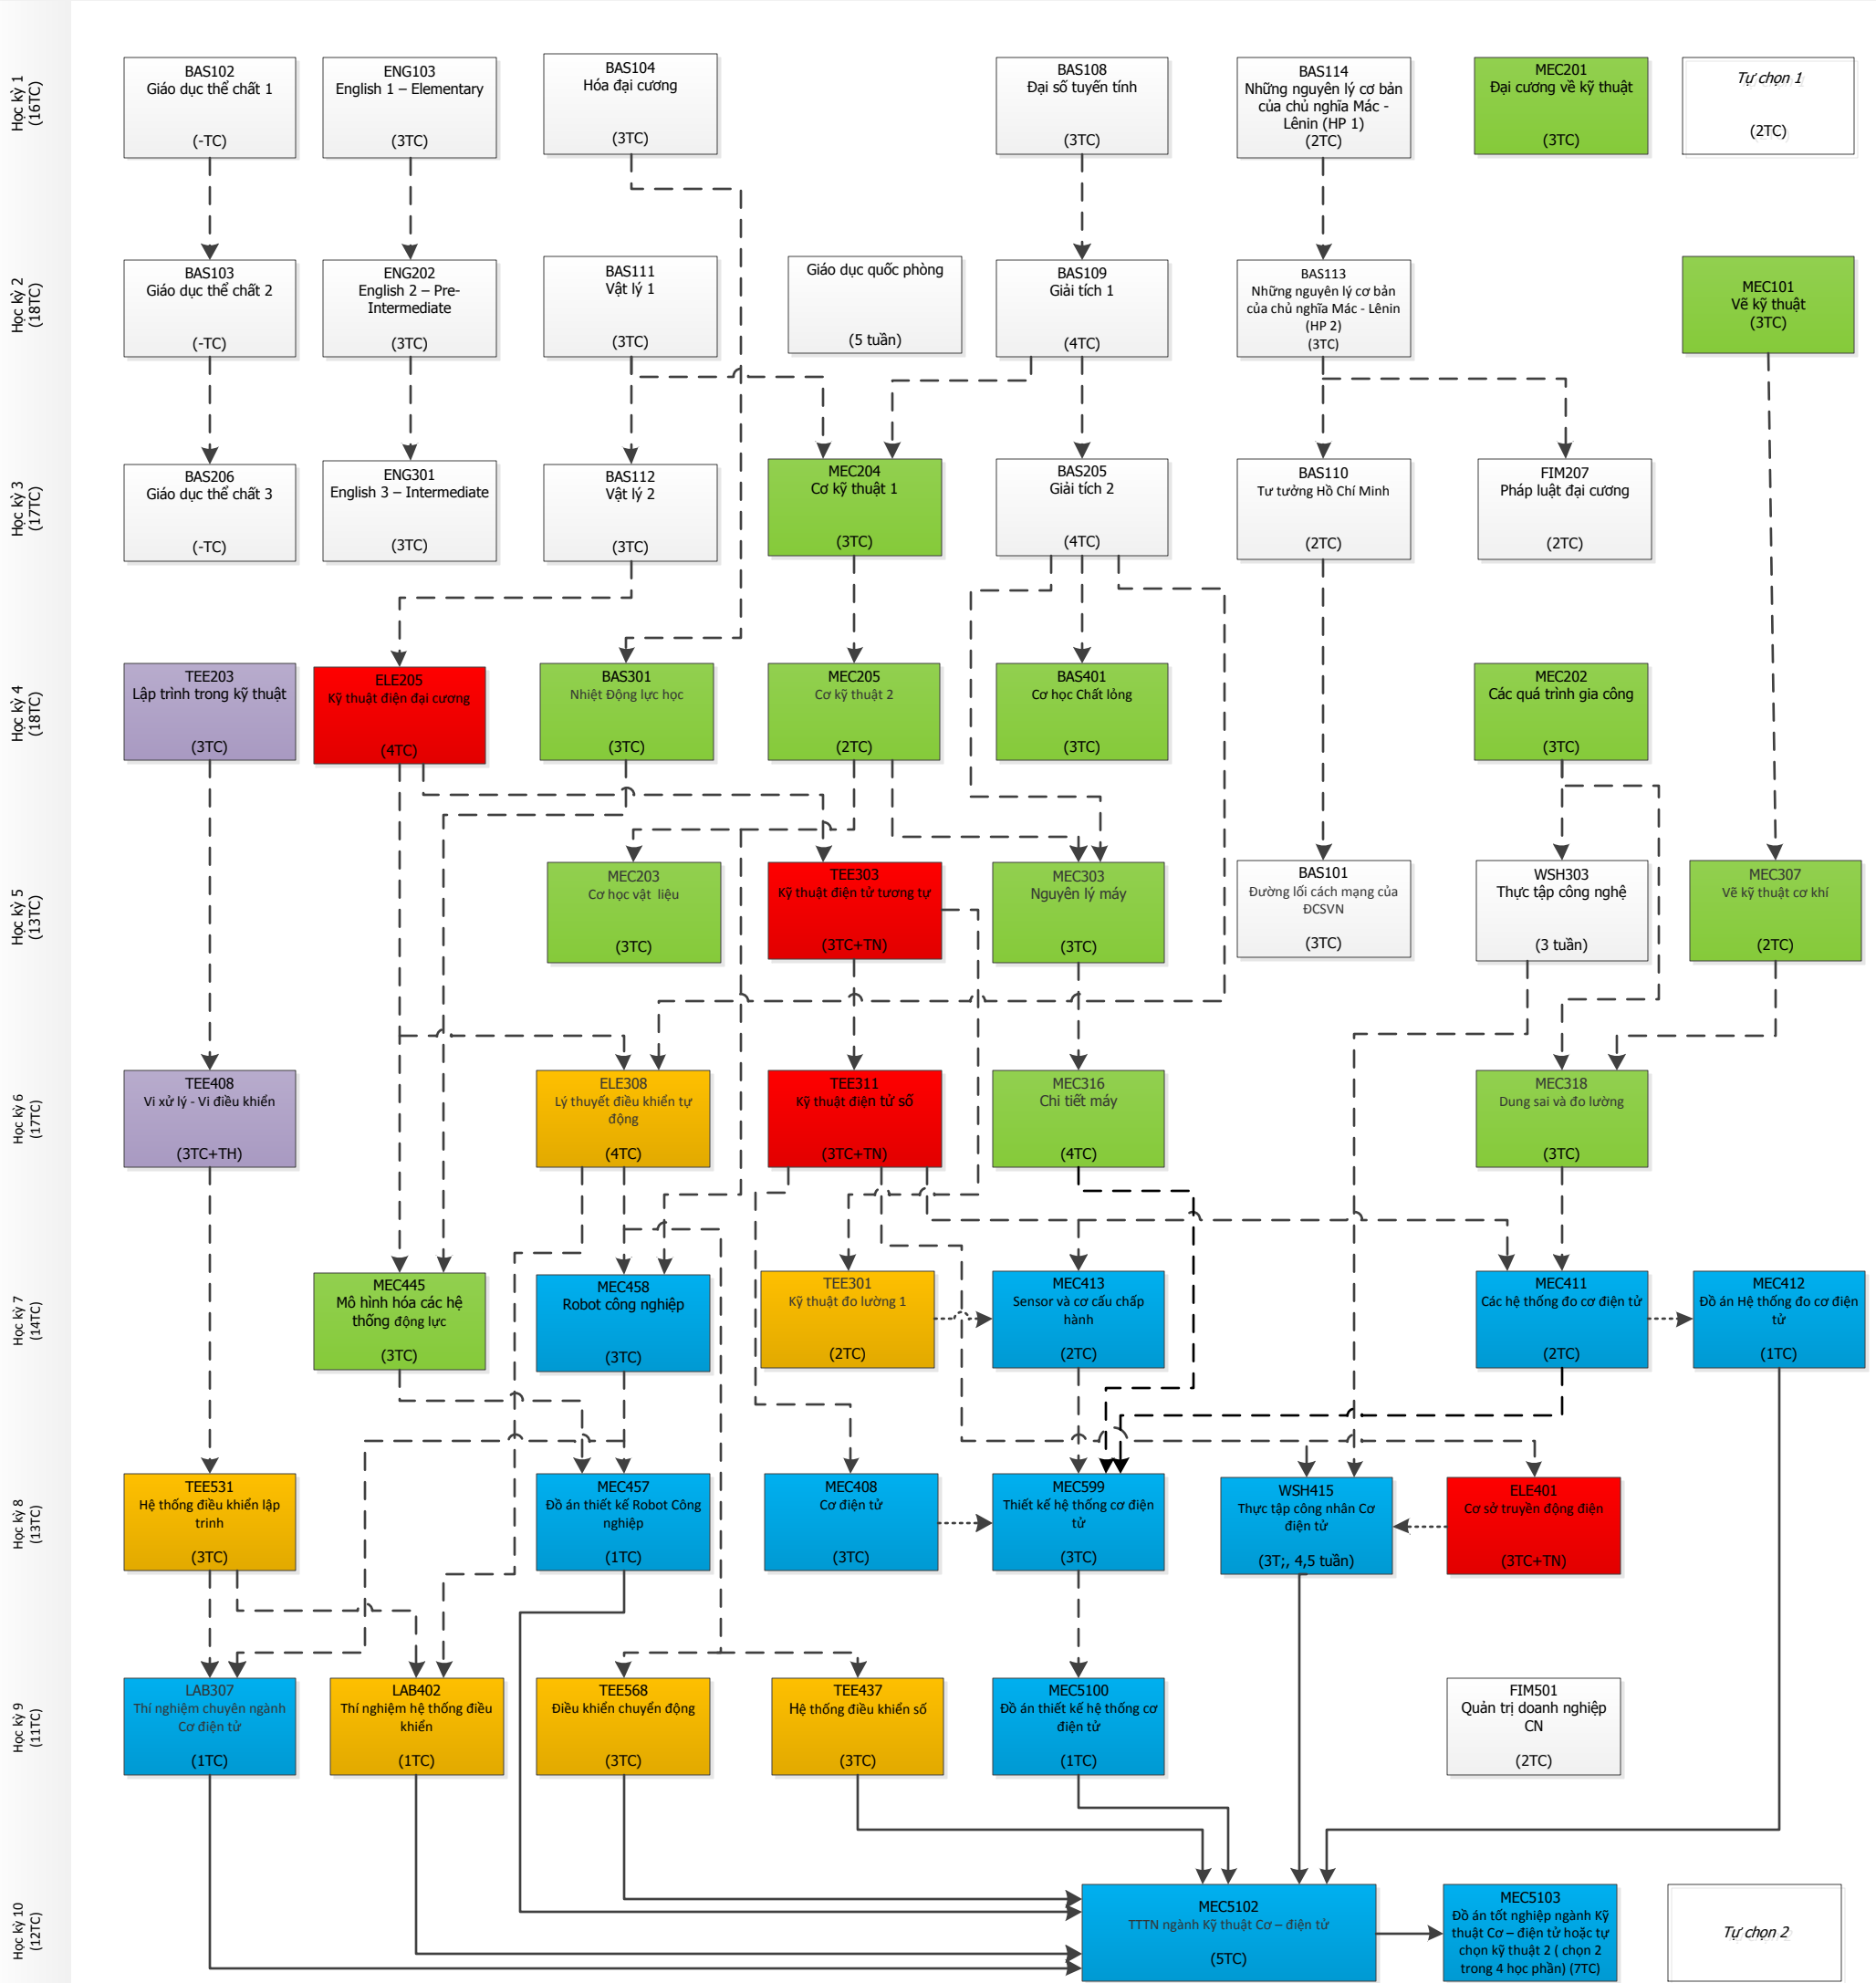 Học kỳ 1
(16TC)
BAS102
Giáo dục thể chất 1
(-TC)
ENG103
English 1 – Elementary
(3TC)
BAS104
Hóa đại cương
(3TC)
BAS108
Đại số tuyến tính
(3TC)
BAS114
Những nguyên lý cơ bản
của chủ nghĩa Mác -
Lênin (HP 1)
(2TC)
MEC201
Đại cương về kỹ thuật
(3TC)
Tự chọn 1
(2TC)
Học kỳ 2
(18TC)
BAS103
Giáo dục thể chất 2
(-TC)
ENG202
English 2 – Pre-
Intermediate
(3TC)
BAS111
Vật lý 1
(3TC)
Giáo dục quốc phòng
(5 tuần)
BAS109
Giải tích 1
(4TC)
BAS113
Những nguyên lý cơ bản
của chủ nghĩa Mác - Lênin
(HP 2)
(3TC)
MEC101
Vẽ kỹ thuật
(3TC)
Học kỳ 3
(17TC)
BAS206
Giáo dục thể chất 3
(-TC)
ENG301
English 3 – Intermediate
(3TC)
BAS112
Vật lý 2
(3TC)
MEC204
Cơ kỹ thuật 1
(3TC)
BAS205
Giải tích 2
(4TC)
BAS110
Tư tưởng Hồ Chí Minh
(2TC)
FIM207
Pháp luật đại cương
(2TC)
Học kỳ 4
(18TC)
TEE203
Lập trình trong kỹ thuật
(3TC)
ELE205
Kỹ thuật điện đại cương
(4TC)
BAS301
Nhiệt Động lực học
(3TC)
MEC205
Cơ kỹ thuật 2
(2TC)
BAS401
Cơ học Chất lỏng
(3TC)
MEC202
Các quá trình gia công
(3TC)
Học kỳ 5
(13TC)
MEC203
Cơ học vật liệu
(3TC)
TEE303
Kỹ thuật điện tử tương tự
(3TC+TN)
MEC303
Nguyên lý máy
(3TC)
BAS101
Đường lối cách mạng của
ĐCSVN
(3TC)
WSH303
Thực tập công nghệ
(3 tuần)
MEC307
Vẽ kỹ thuật cơ khí
(2TC)
Học kỳ 6
(17TC)
TEE408
Vi xử lý - Vi điều khiển
(3TC+TH)
ELE308
Lý thuyết điều khiển tự
động
(4TC)
TEE311
Kỹ thuật điện tử số
(3TC+TN)
MEC316
Chi tiết máy
(4TC)
MEC318
Dung sai và đo lường
(3TC)
Học kỳ 7
(14TC)
MEC445
Mô hình hóa các hệ
thống động lực
(3TC)
MEC458
Robot công nghiệp
(3TC)
TEE301
Kỹ thuật đo lường 1
(2TC)
MEC413
Sensor và cơ cấu chấp
hành
(2TC)
MEC411
Các hệ thống đo cơ điện tử
(2TC)
MEC412
Đồ án Hệ thống đo cơ điện
tử
(1TC)
Học kỳ 8
(13TC)
TEE531
Hệ thống điều khiển lập
trinh
(3TC)
MEC457
Đồ án thiết kế Robot Công
nghiệp
(1TC)
MEC408
Cơ điện tử
(3TC)
MEC599
Thiết kế hệ thống cơ điện
tử
(3TC)
WSH415
Thực tập công nhân Cơ
điện tử
(3T;, 4,5 tuần)
ELE401
Cơ sở truyền động điện
(3TC+TN)
Học kỳ 9
(11TC)
LAB307
Thí nghiệm chuyên ngành
Cơ điện tử
(1TC)
LAB402
Thí nghiệm hệ thống điều
khiển
(1TC)
TEE568
Điều khiển chuyển động
(3TC)
TEE437
Hệ thống điều khiển số
(3TC)
MEC5100
Đồ án thiết kế hệ thống cơ
điện tử
(1TC)
FIM501
Quản trị doanh nghiệp
CN
(2TC)
Học kỳ 10
(12TC)
MEC5102
TTTN ngành Kỹ thuật Cơ – điện tử
(5TC)
MEC5103
Đồ án tốt nghiệp ngành Kỹ
thuật Cơ – điện tử hoặc tự
chọn kỹ thuật 2 ( chọn 2
trong 4 học phần) (7TC)
Tự chọn 2